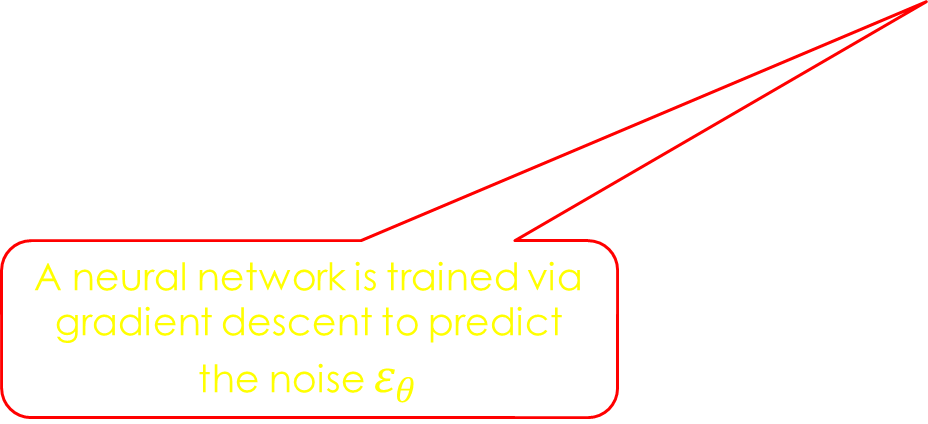 A neural network is trained via
gradient descent to predict
the noise 𝜀𝜃